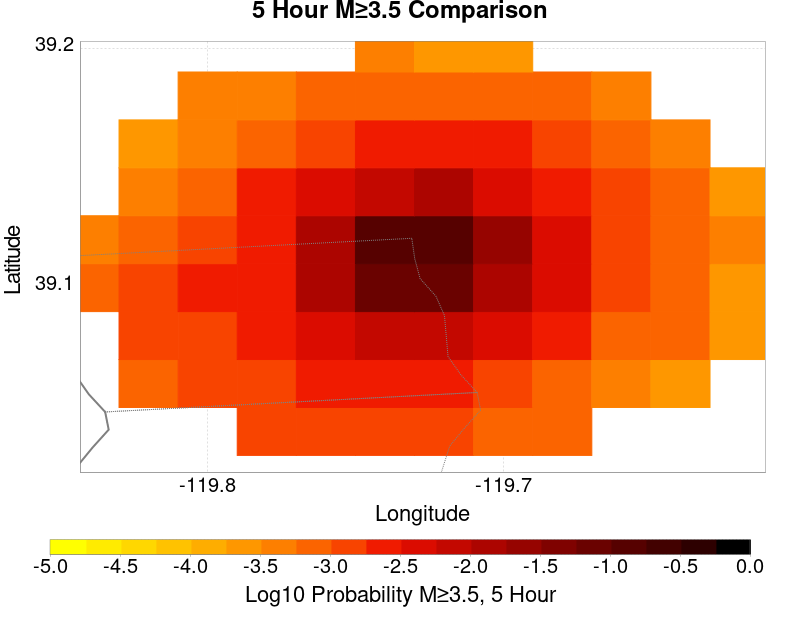 5 Hour M≥3.5 Comparison
39.2
39.1
Latitude
-119.8 -119.7
Longitude
-5.0 -4.5 -4.0 -3.5 -3.0 -2.5 -2.0 -1.5 -1.0 -0.5 0.0
Log10 Probability M≥3.5, 5 Hour